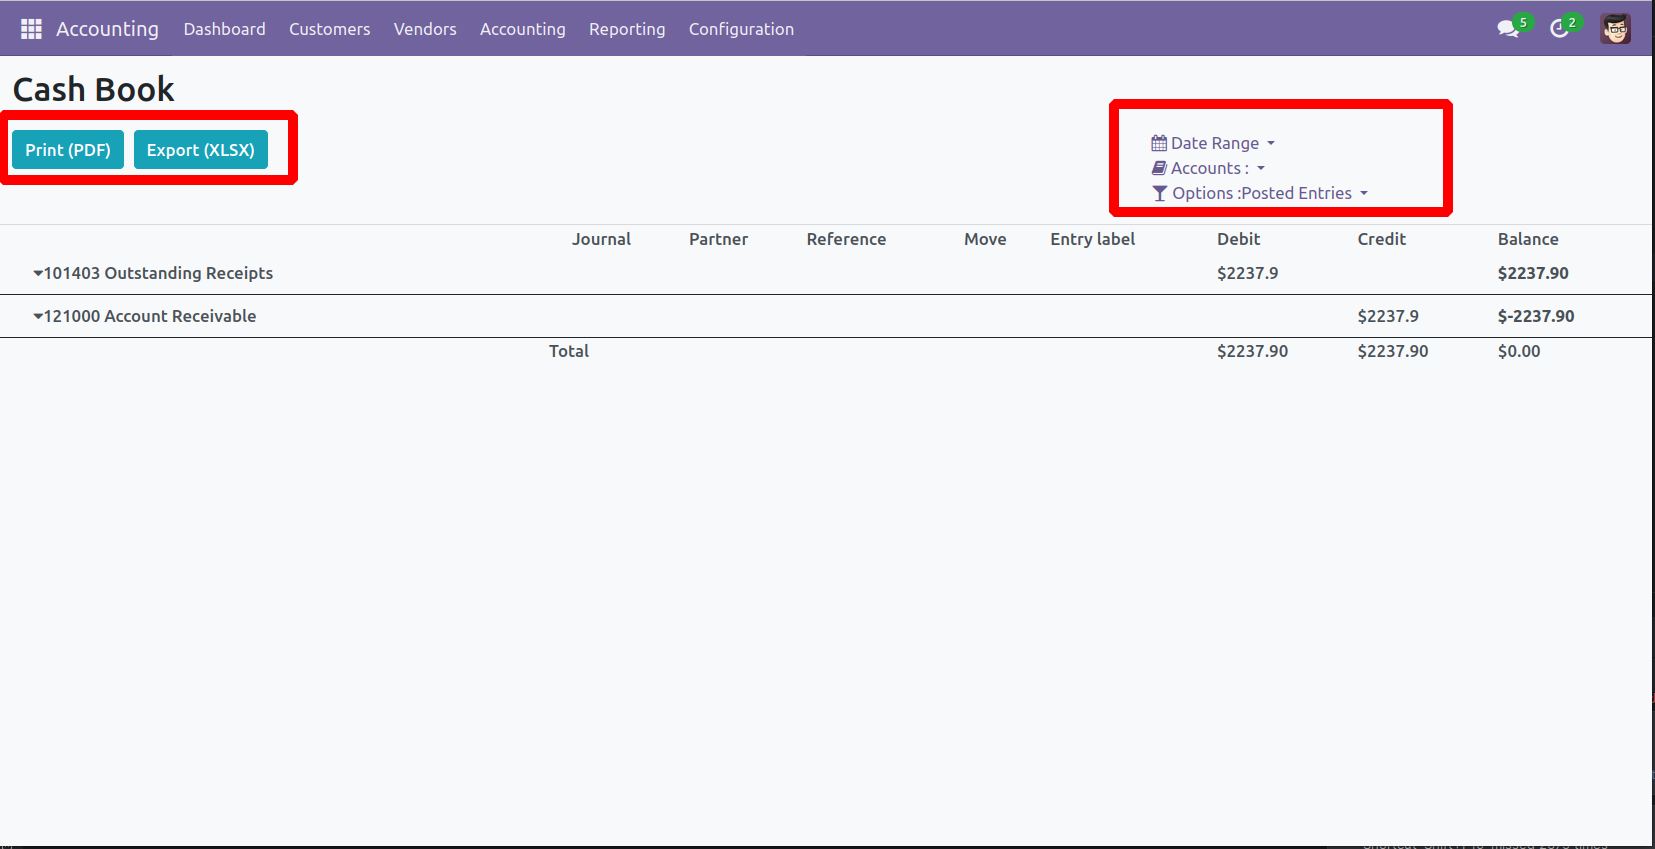 Accounting Dashboard Customers Vendors Accounting Reporting Configuration 5 2
Cash Book
Print (PDF) Export (XLSX)
Date Range
Accounts :
Options :Posted Entries
Journal Partner Reference Move Entry label Debit Credit Balance
101403 Outstanding Receipts $2237.9 $2237.90
121000 Account Receivable $2237.9 $-2237.90
Total $2237.90 $2237.90 $0.00